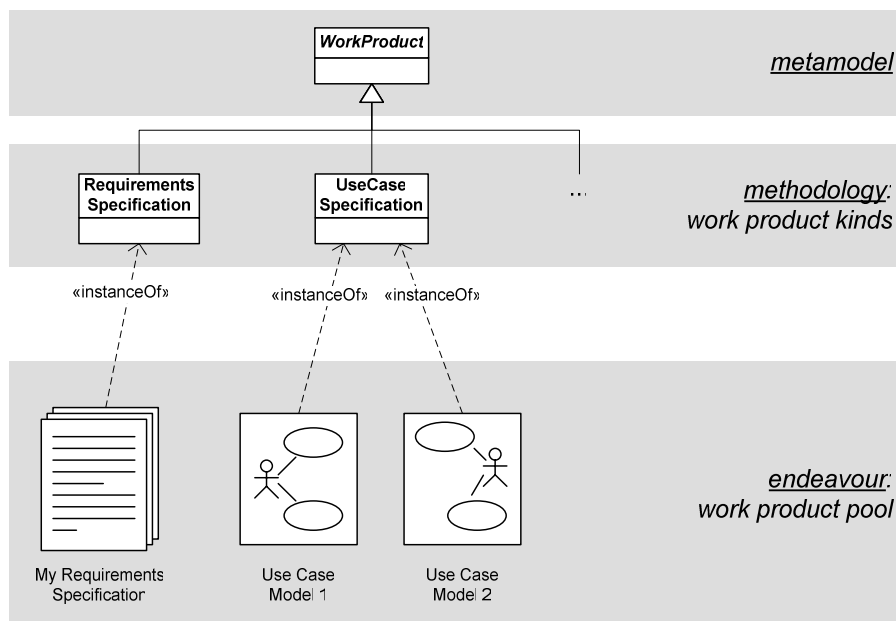 WorkProduct
metamodel
Requirements
Specification
UseCase
Specification
...
methodology:
work product kinds
«instanceOf»
«instanceOf»
«instanceOf»
endeavour:
work product pool
My Requirements
Specification
Use Case
Model 1
Use Case
Model 2